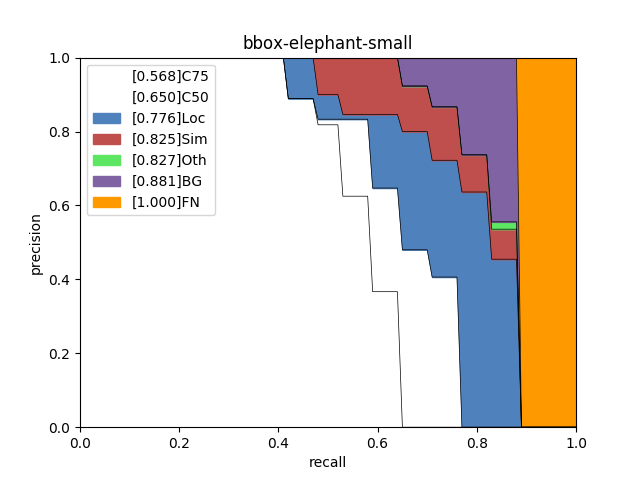 bbox-elephant-small
1.0
0.8
0.6
0.4
0.2
0.0
precision
[0.568]C75
[0.650]C50
[0.776]Loc
[0.825]Sim
[0.827]Oth
[0.881]BG
[1.000]FN
0.0 0.2 0.4 0.6 0.8 1.0
recall